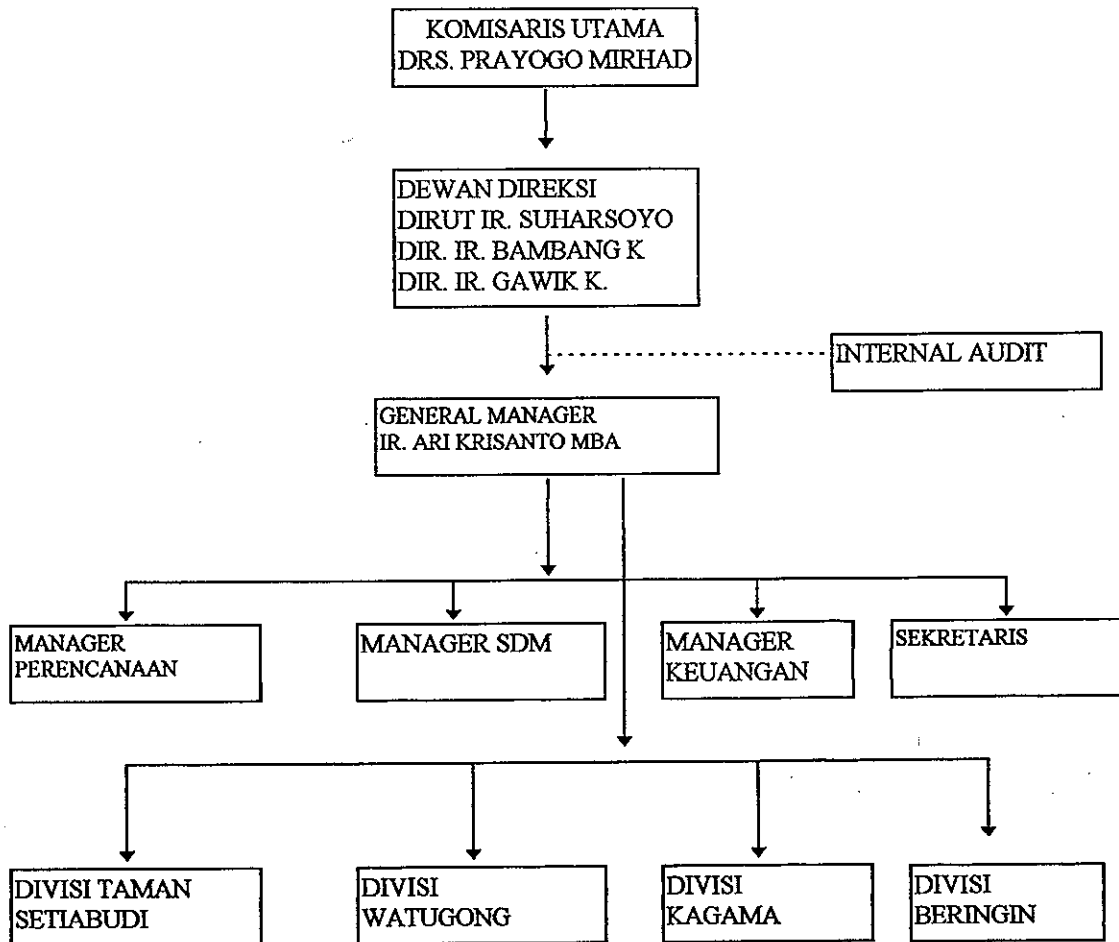 KOMISARIS UTAMA
DRS. PRAYOGO MIRHAD
DEWAN DIREKSI
DIRUT IR. SUHARSOYO
DIR. IR. BAMBANG K
DIR. IR. GAWIK K.
INTERNAL AUDIT
GENERAL MANAGER
IR. ARI KRISANTO MBA
MANAGER
PERENCANAAN
MANAGER SDM
MANAGER
KEUANGAN
SEKRETARIS
DIVISI TAMAN
SETIABUDI
DIVISI
WATUGONG
DIVISI
KAGAMA
DIVISI
BERINGIN